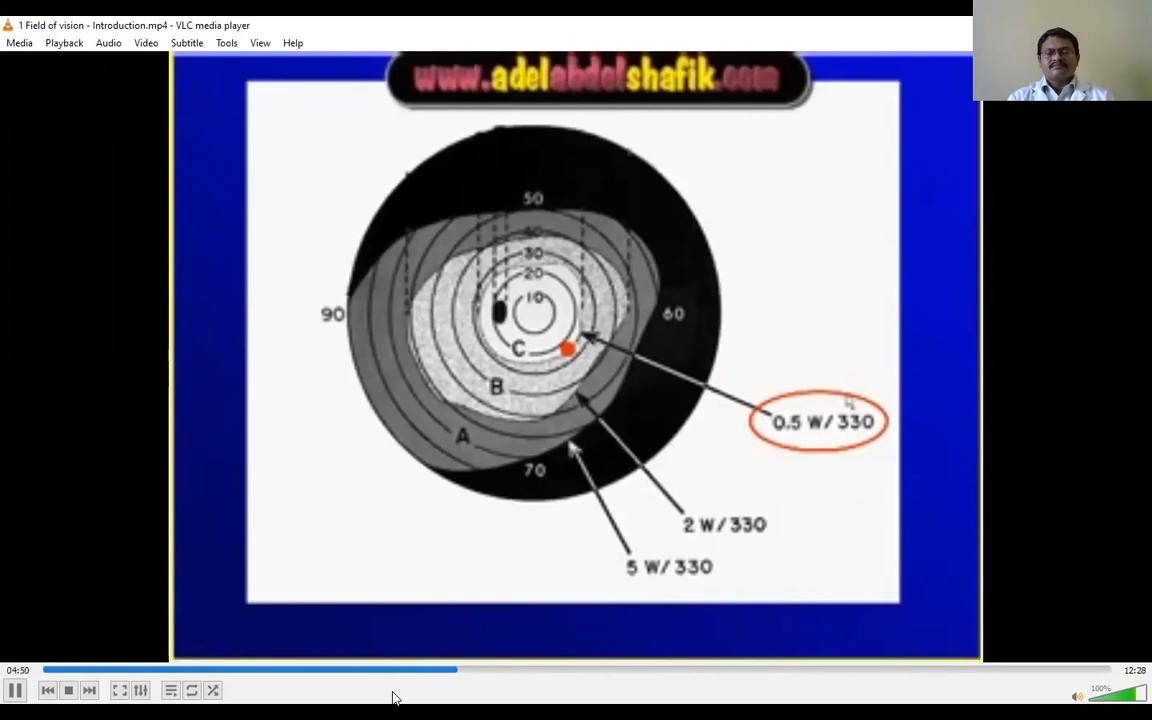 1 Field of vision - Introduction.mp4 - VLC media player
Media Playback Audio Video Subtitle Tools View Help
www.adelabdelshafik.com
50
40
30
20
10
90
60
C
B
A
0.5 W/330
70
2 W/330
5 W/330
04:50
12:28
100%